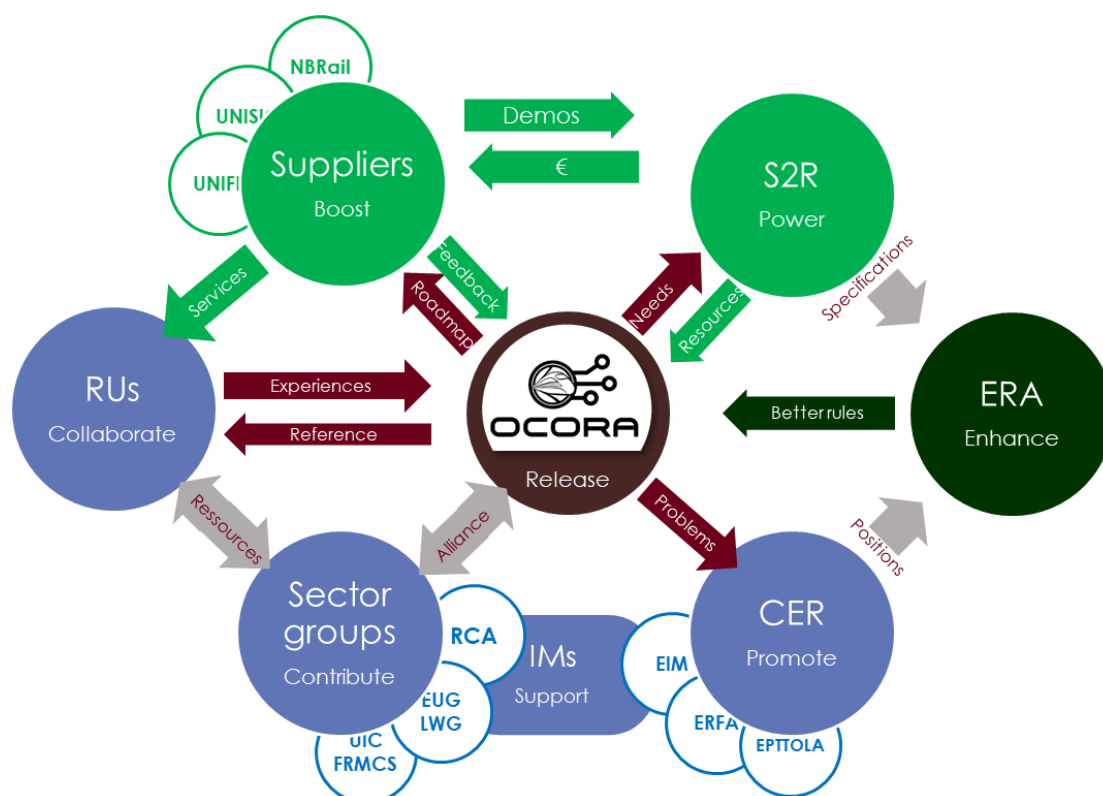 NBRail
Suppliers
Boost
Demos
€
S2R
Power
Services
Feedback
Roadmap
Needs
Resources
Specifications
RUs
Collaborate
Experiences
Reference
OCORA
Release
Better rules
ERA
Enhance
Ressources
Alliance
Problems
Positions
Sector
groups
Contribute
RCA
EUG
LWG
UIC
FRMCS
IMs
Support
EIM
ERFA
EPTTOLA
CER
Promote